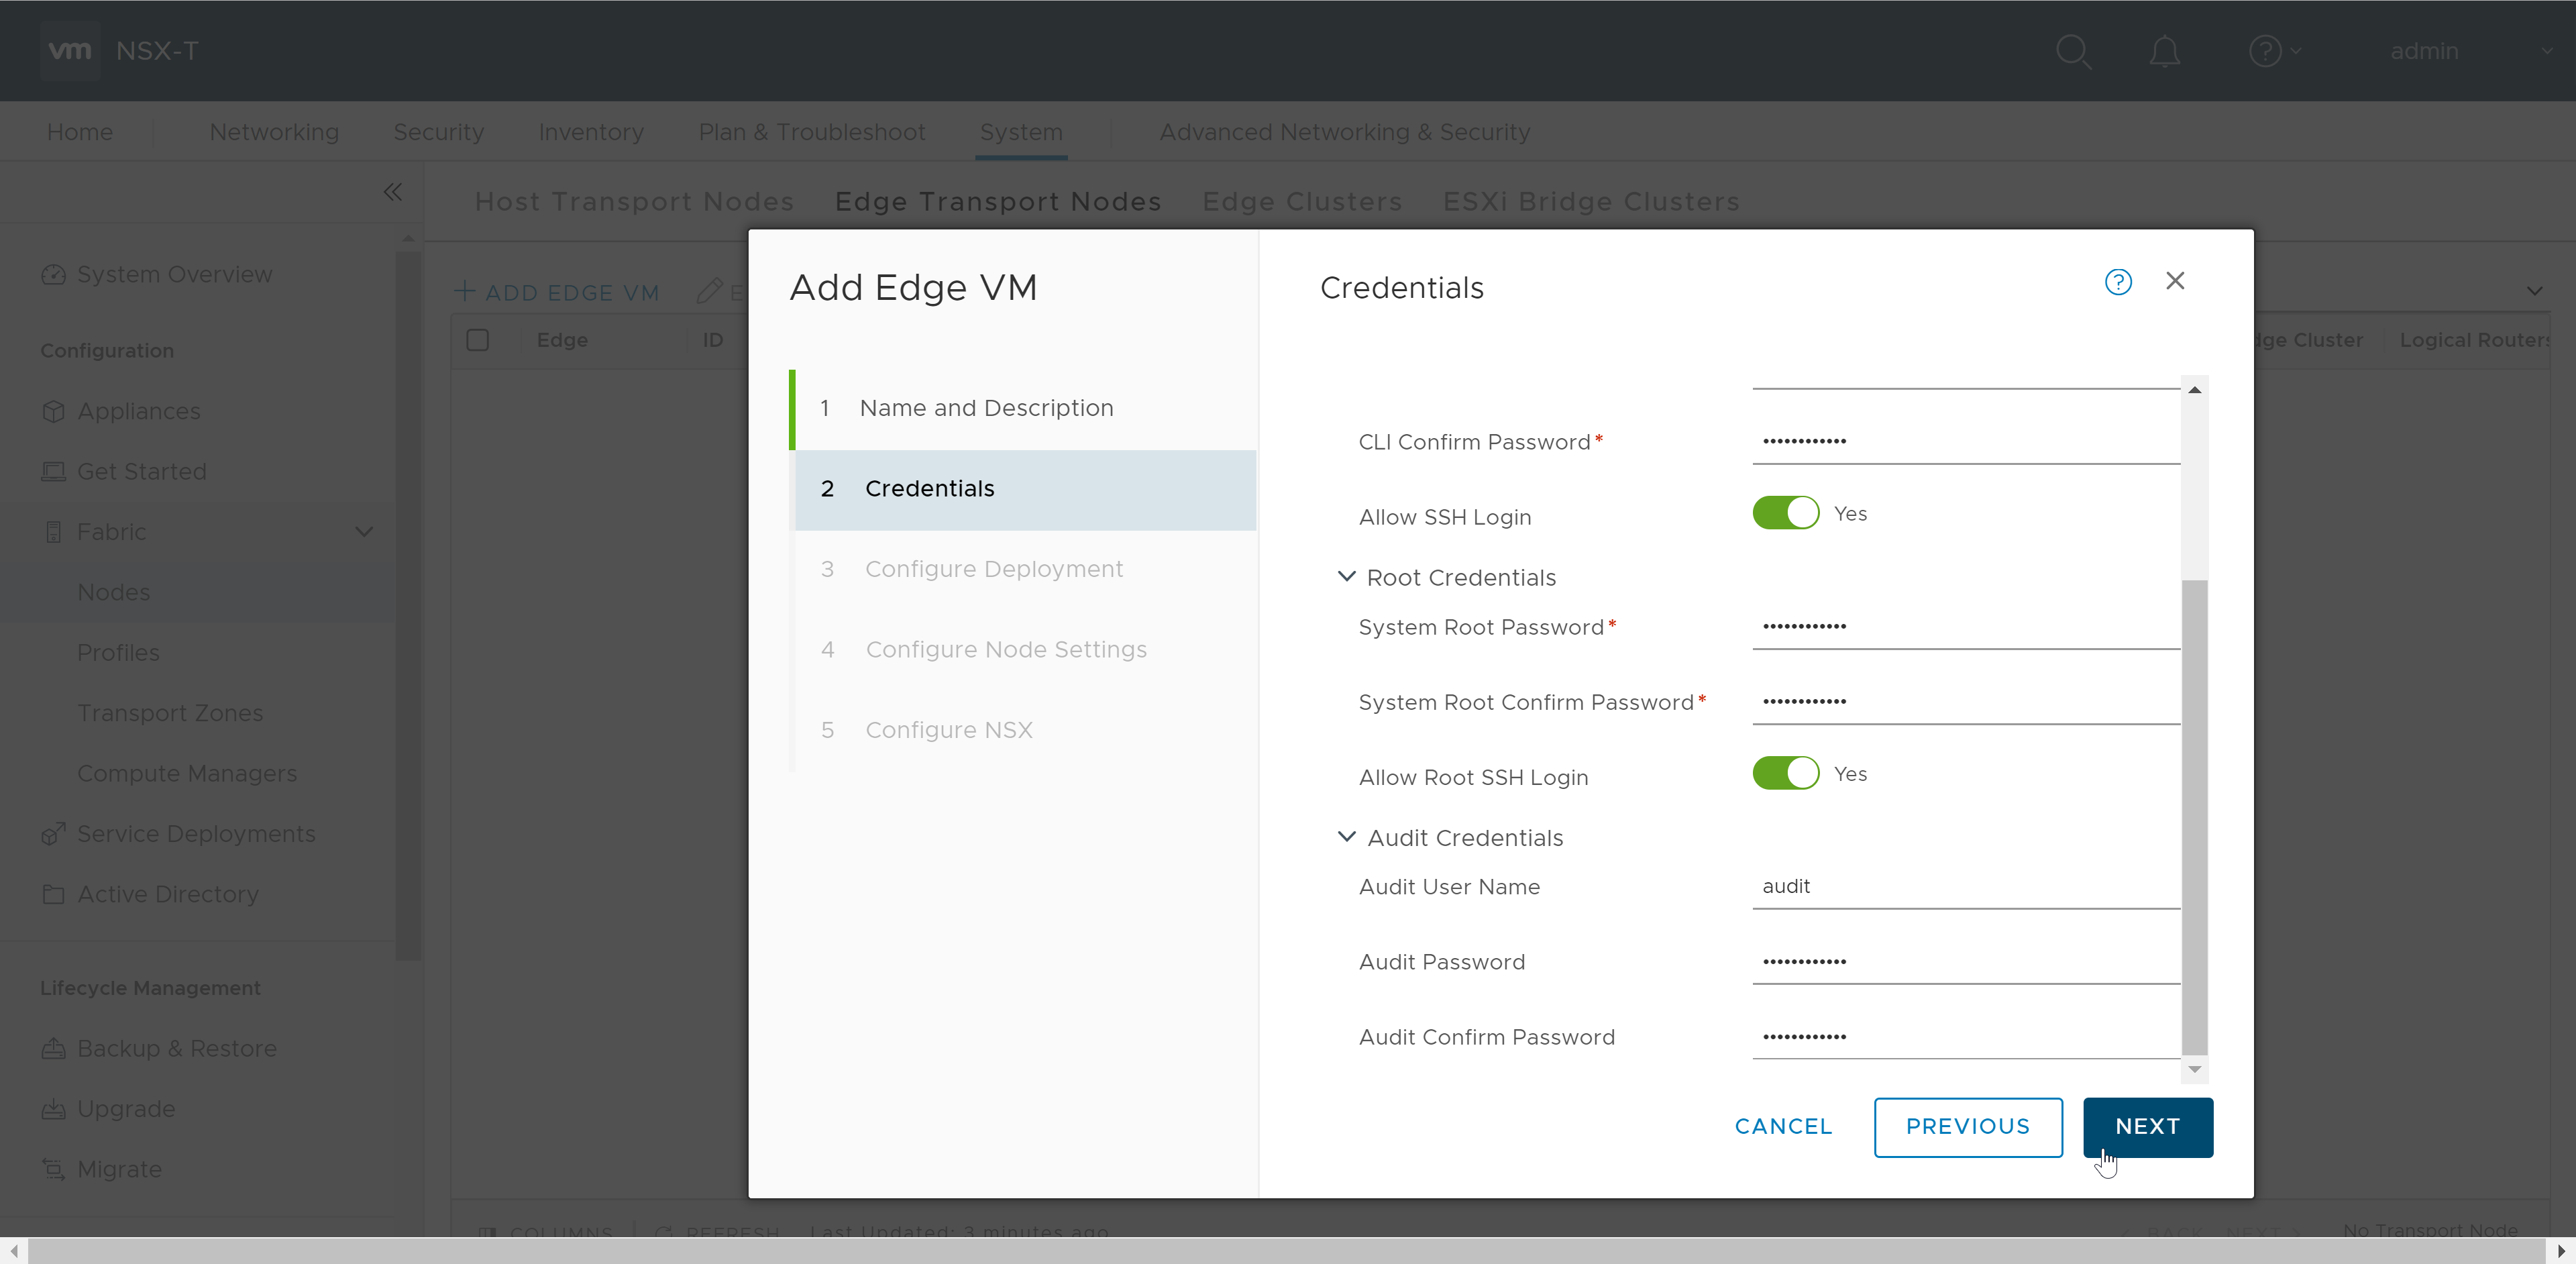 vm NSX-T admin
Home Networking Security Inventory Plan & Troubleshoot System Advanced Networking & Security
Host Transport Nodes Edge Transport Nodes Edge Clusters ESXi Bridge Clusters
System Overview
Configuration
Appliances
Get Started
Fabric
Nodes
Profiles
Transport Zones
Compute Managers
Service Deployments
Active Directory
Lifecycle Management
Backup & Restore
Upgrade
Migrate
+ ADD EDGE VM E
Edge ID dge Cluster Logical Routers
Add Edge VM
1 Name and Description
2 Credentials
3 Configure Deployment
4 Configure Node Settings
5 Configure NSX
Credentials
CLI Confirm Password* ••••••••••••
Allow SSH Login Yes
Root Credentials
System Root Password* ••••••••••••
System Root Confirm Password* ••••••••••••
Allow Root SSH Login Yes
Audit Credentials
Audit User Name audit
Audit Password ••••••••••••
Audit Confirm Password ••••••••••••
CANCEL PREVIOUS NEXT
COLUMNS REFRESH Last Updated: 3 minutes ago BACK NEXT No Transport Node